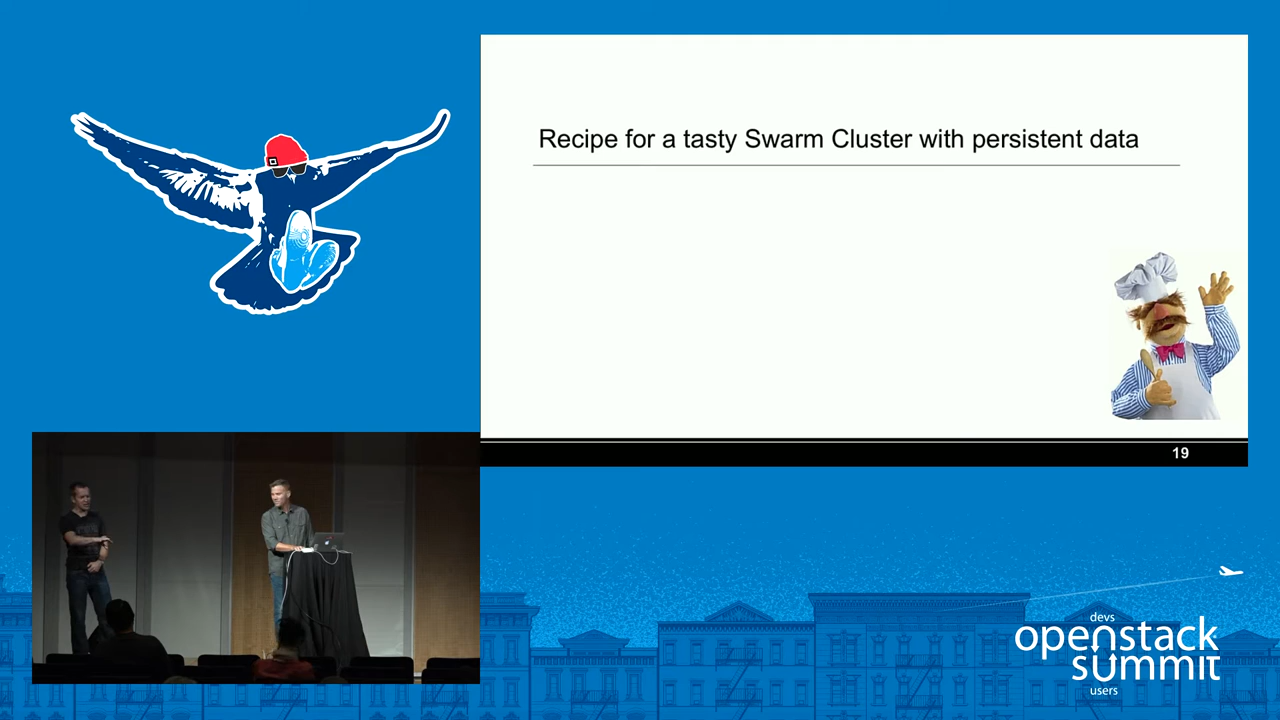 Recipe for a tasty Swarm Cluster with persistent data
19
devs
openstack
summit
users